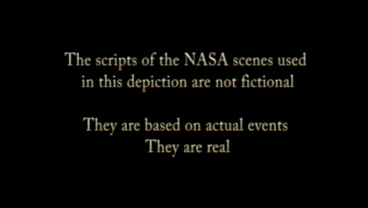 The scripts of the NASA scenes used
in this depiction are not fictional
They are based on actual events
They are real